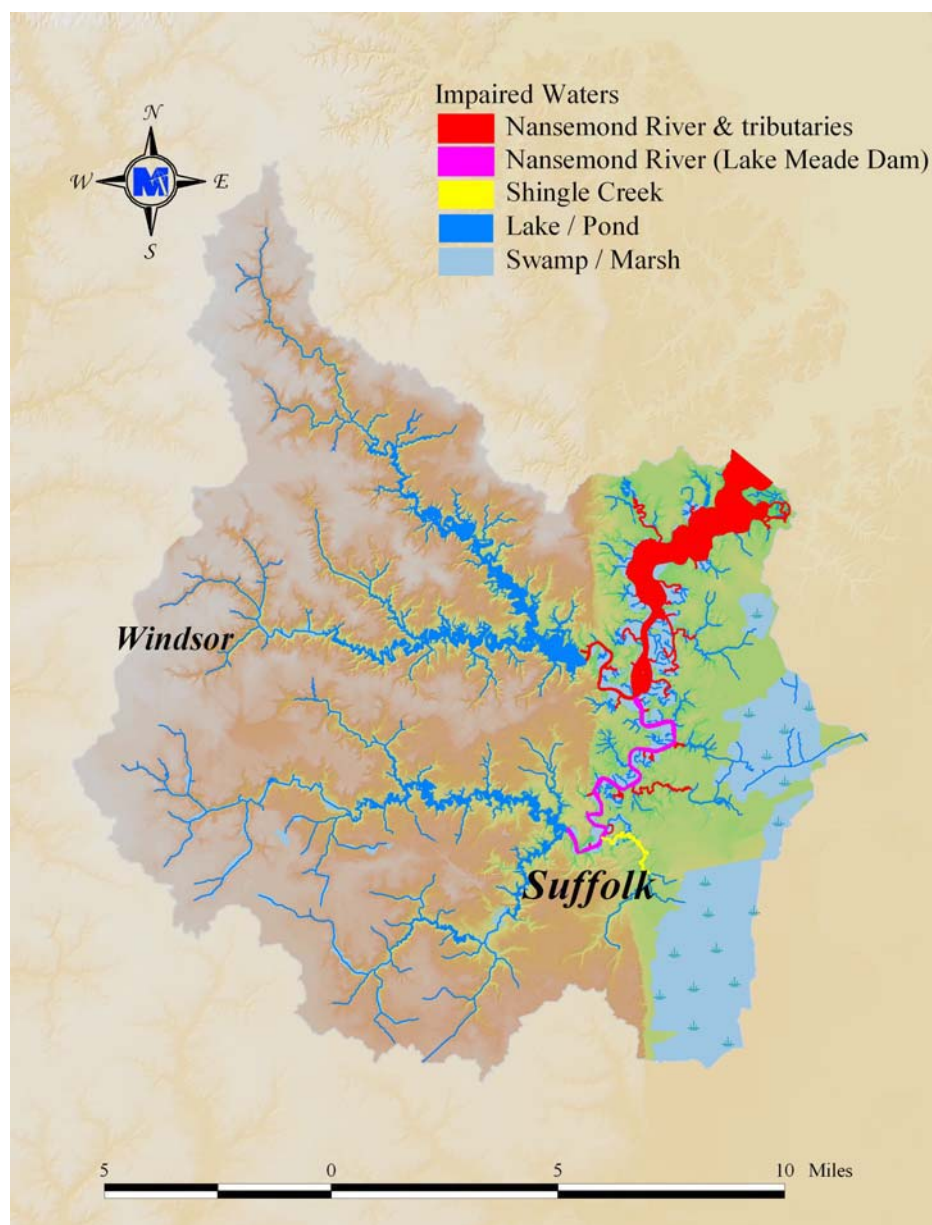 Impaired Waters
Nansemond River & tributaries
Nansemond River (Lake Meade Dam)
Shingle Creek
Lake / Pond
Swamp / Marsh
N
W
M
E
S
Windsor
Suffolk
5 0 5 10 Miles